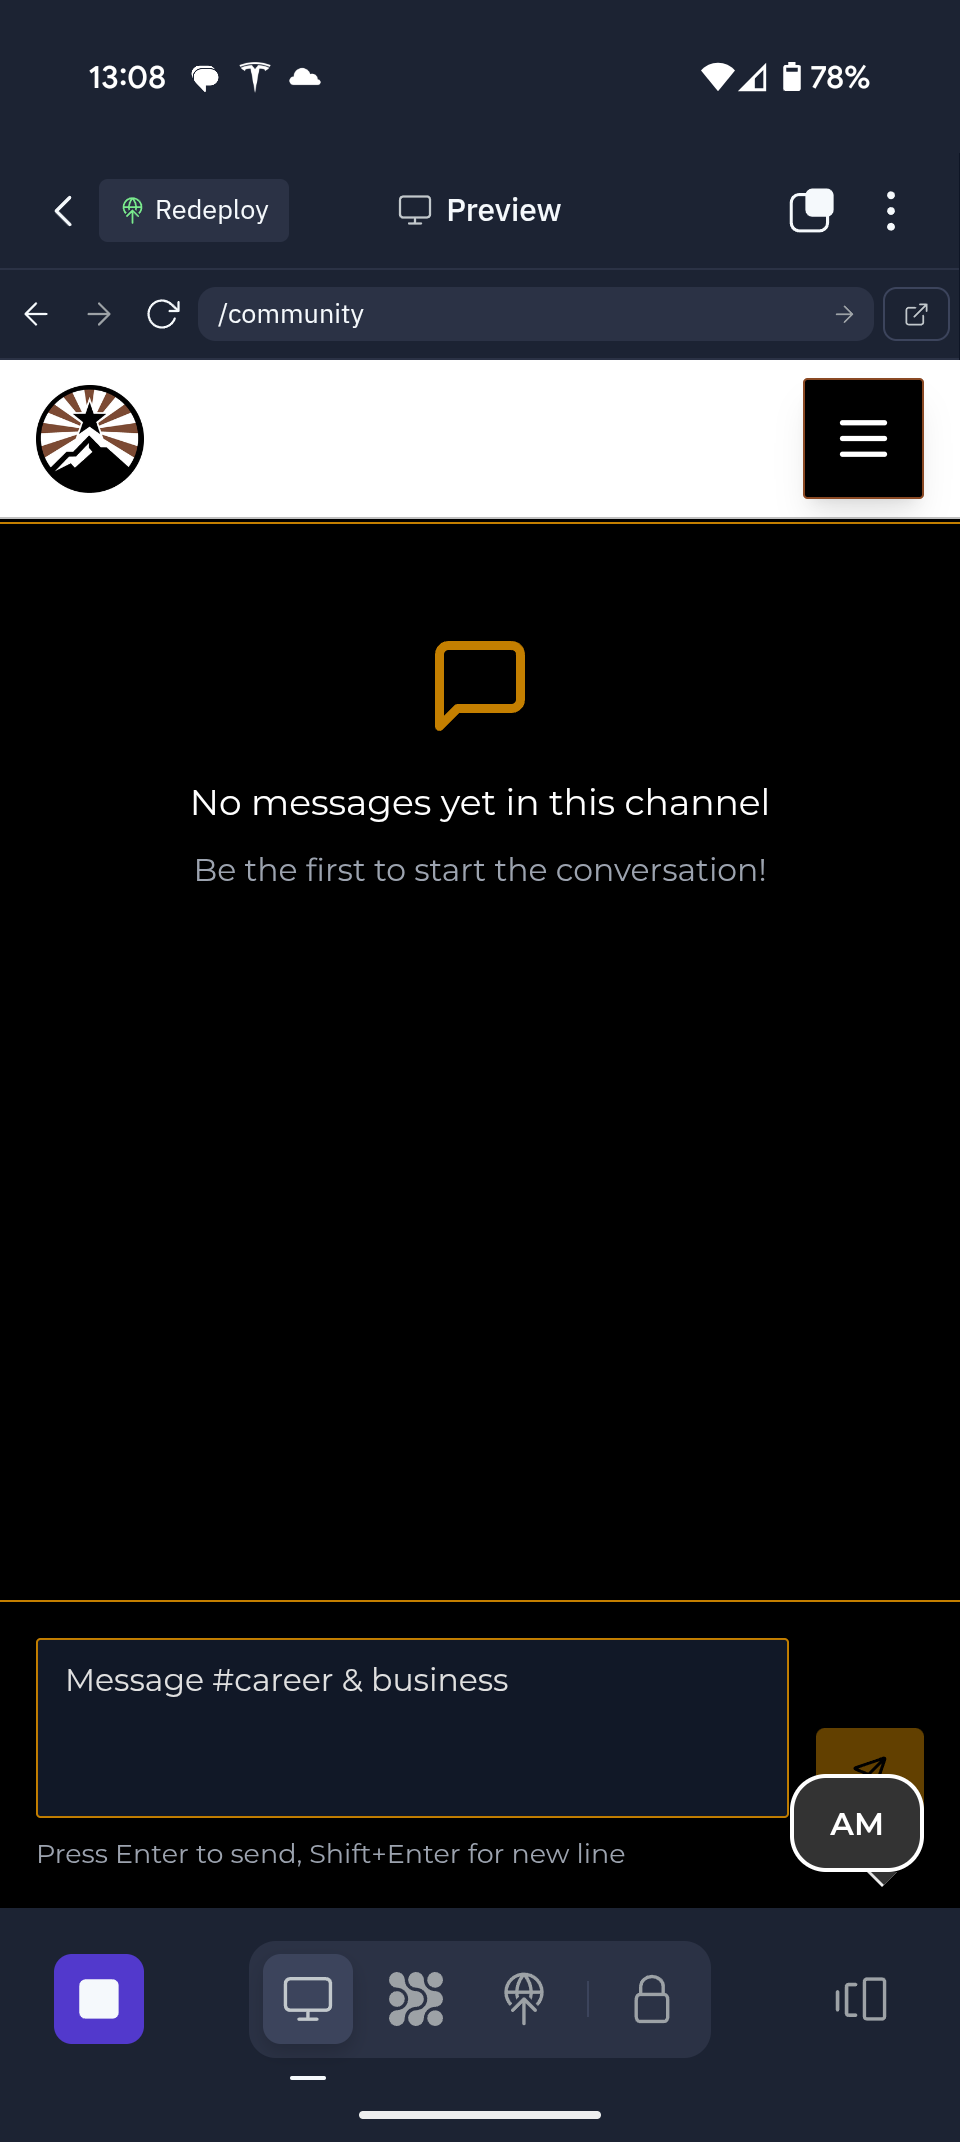 13:08
78%
Redeploy
Preview
/community
No messages yet in this channel
Be the first to start the conversation!
Message #career & business
AM
Press Enter to send, Shift+Enter for new line